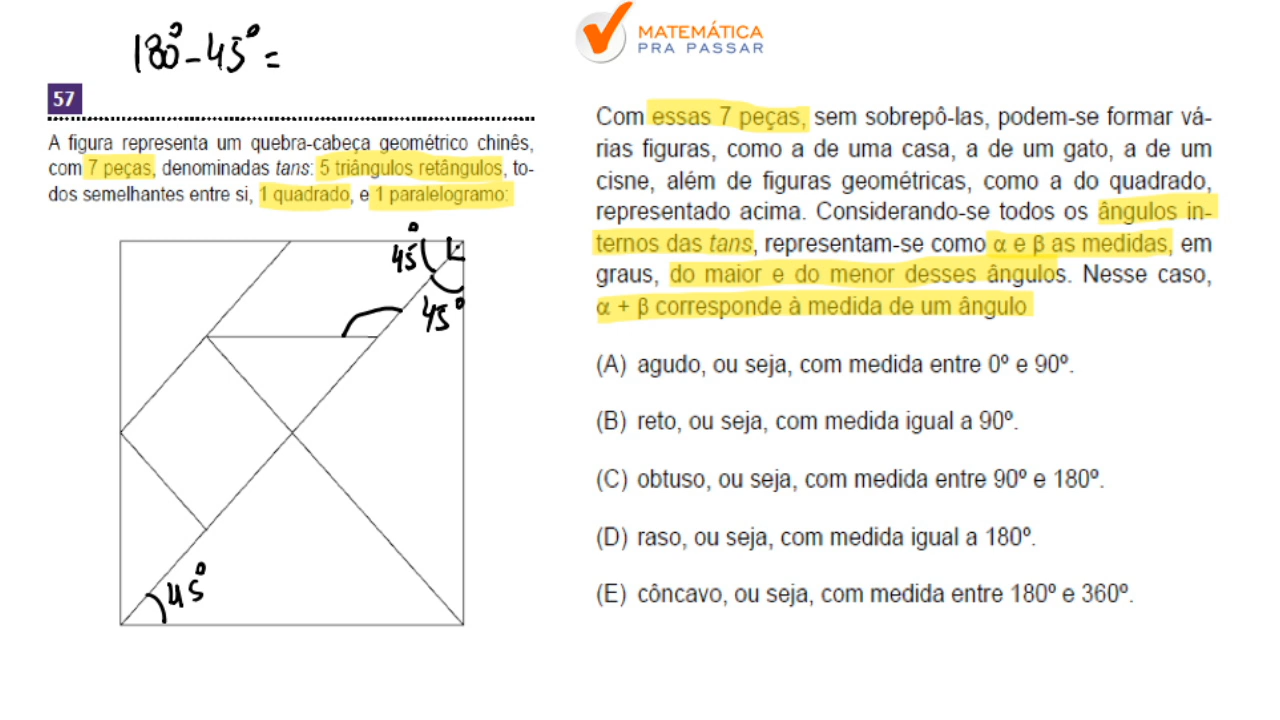 180° - 45° =
MATEMÁTICA
PRA PASSAR
57
A figura representa um quebra-cabeça geométrico chinês,
com 7 peças, denominadas tans: 5 triângulos retângulos, to-
dos semelhantes entre si, 1 quadrado, e 1 paralelogramo:
45°
45°
45°
Com essas 7 peças, sem sobrepô-las, podem-se formar vá-
rias figuras, como a de uma casa, a de um gato, a de um
cisne, além de figuras geométricas, como a do quadrado,
representado acima. Considerando-se todos os ângulos in-
ternos das tans, representam-se como α e β as medidas, em
graus, do maior e do menor desses ângulos. Nesse caso,
α + β corresponde à medida de um ângulo
(A) agudo, ou seja, com medida entre 0º e 90º.
(B) reto, ou seja, com medida igual a 90º.
(C) obtuso, ou seja, com medida entre 90º e 180º.
(D) raso, ou seja, com medida igual a 180º.
(E) côncavo, ou seja, com medida entre 180º e 360º.